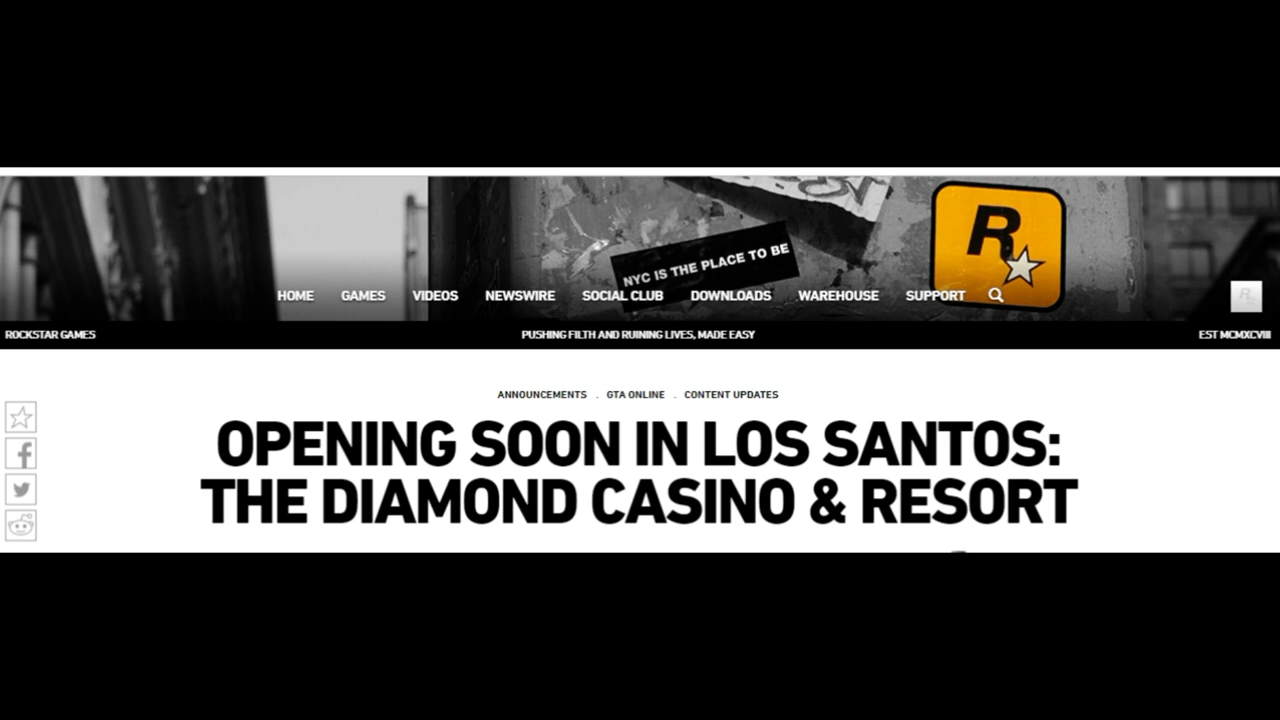 NYC IS THE PLACE TO BE
R
HOME GAMES VIDEOS NEWSWIRE SOCIAL CLUB DOWNLOADS WAREHOUSE SUPPORT
R
ROCKSTAR GAMES PUSHING FILTH AND RUINING LIVES, MADE EASY EST MCMXCVIII
ANNOUNCEMENTS . GTA ONLINE . CONTENT UPDATES
OPENING SOON IN LOS SANTOS:
THE DIAMOND CASINO & RESORT